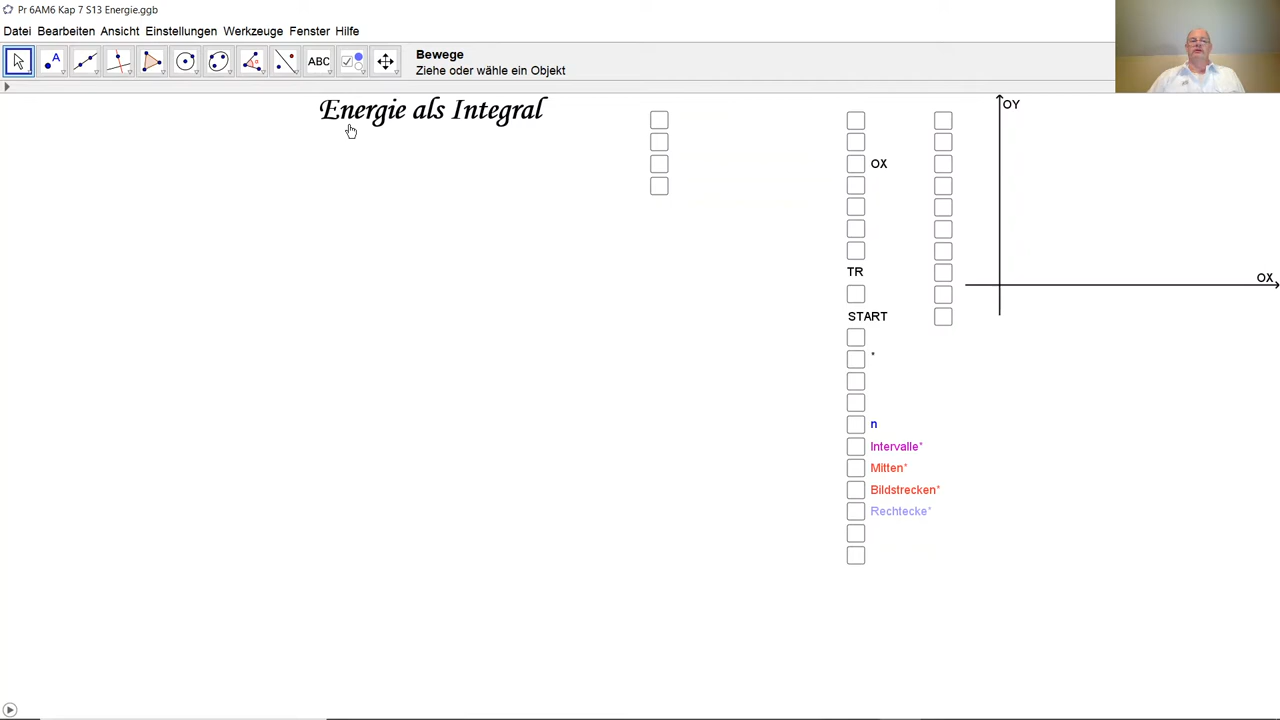 Pr 6AM6 Kap 7 S13 Energie.ggb
Datei Bearbeiten Ansicht Einstellungen Werkzeuge Fenster Hilfe
A
ABC
Bewege
Ziehe oder wähle ein Objekt
Energie als Integral
OY
OX
OX
TR
START
*
n
Intervalle*
Mitten*
Bildstrecken*
Rechtecke*